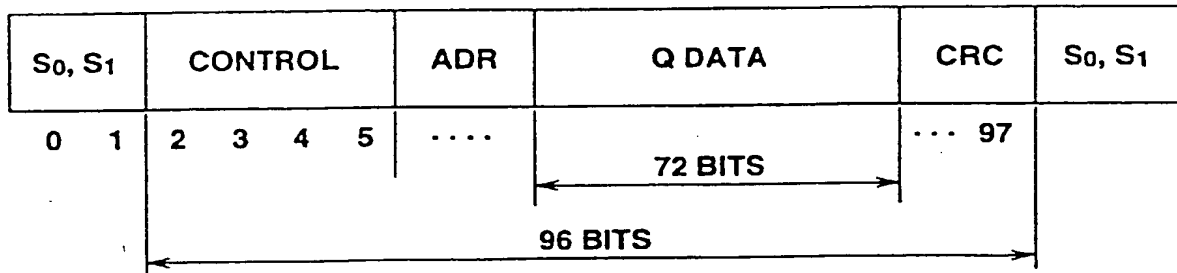 S0, S1 CONTROL ADR Q DATA CRC S0, S1
0 1 2 3 4 5 .... ... 97
72 BITS
96 BITS